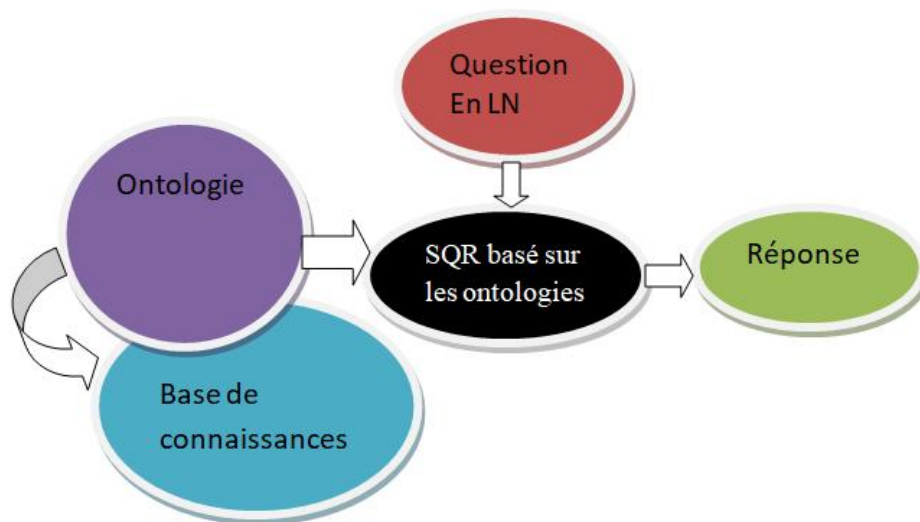 Question
En LN
Ontologie
SQR basé sur
les ontologies
Réponse
Base de
connaissances